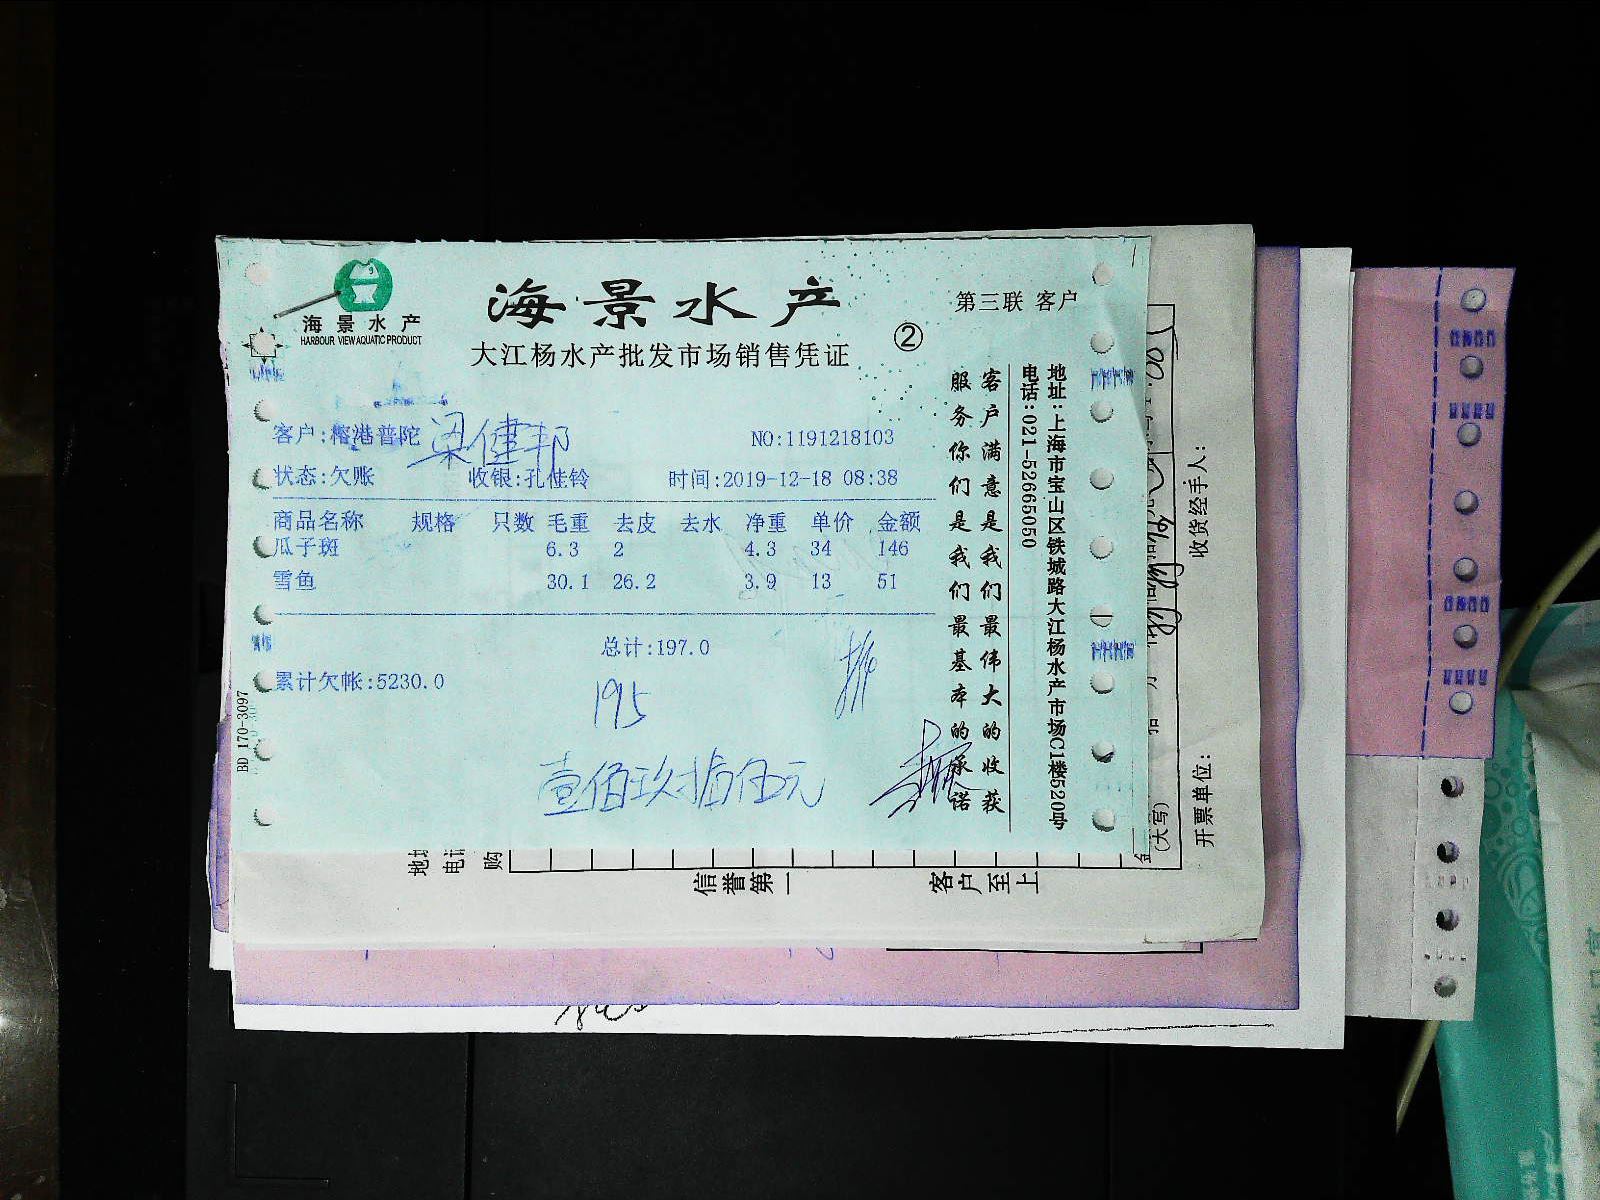 海景水产
HARBOUR VIEW AQUATIC PRODUCT
海景水产
大江杨水产批发市场销售凭证
②
第三联 客户
客户:榕港普陀 梁健邦
NO:1191218103
状态:欠账 收银:孔佳铃 时间:2019-12-18 08:38
商品名称 规格 只数 毛重 去皮 去水 净重 单价 金额
瓜子斑 6.3 2 4.3 34 146
雪鱼 30.1 26.2 3.9 13 51
总计:197.0
累计欠帐:5230.0
195
壹佰玖拾伍元
BD 170-3097
客户满意是我们最伟大的收获
服务你们是我们最基本的承诺
地址:上海市宝山区铁城路大江杨水产市场C1楼520号
电话:021-52665050
收货经手人:
开票单位:
(大写)
购
信誉第一
客户至上